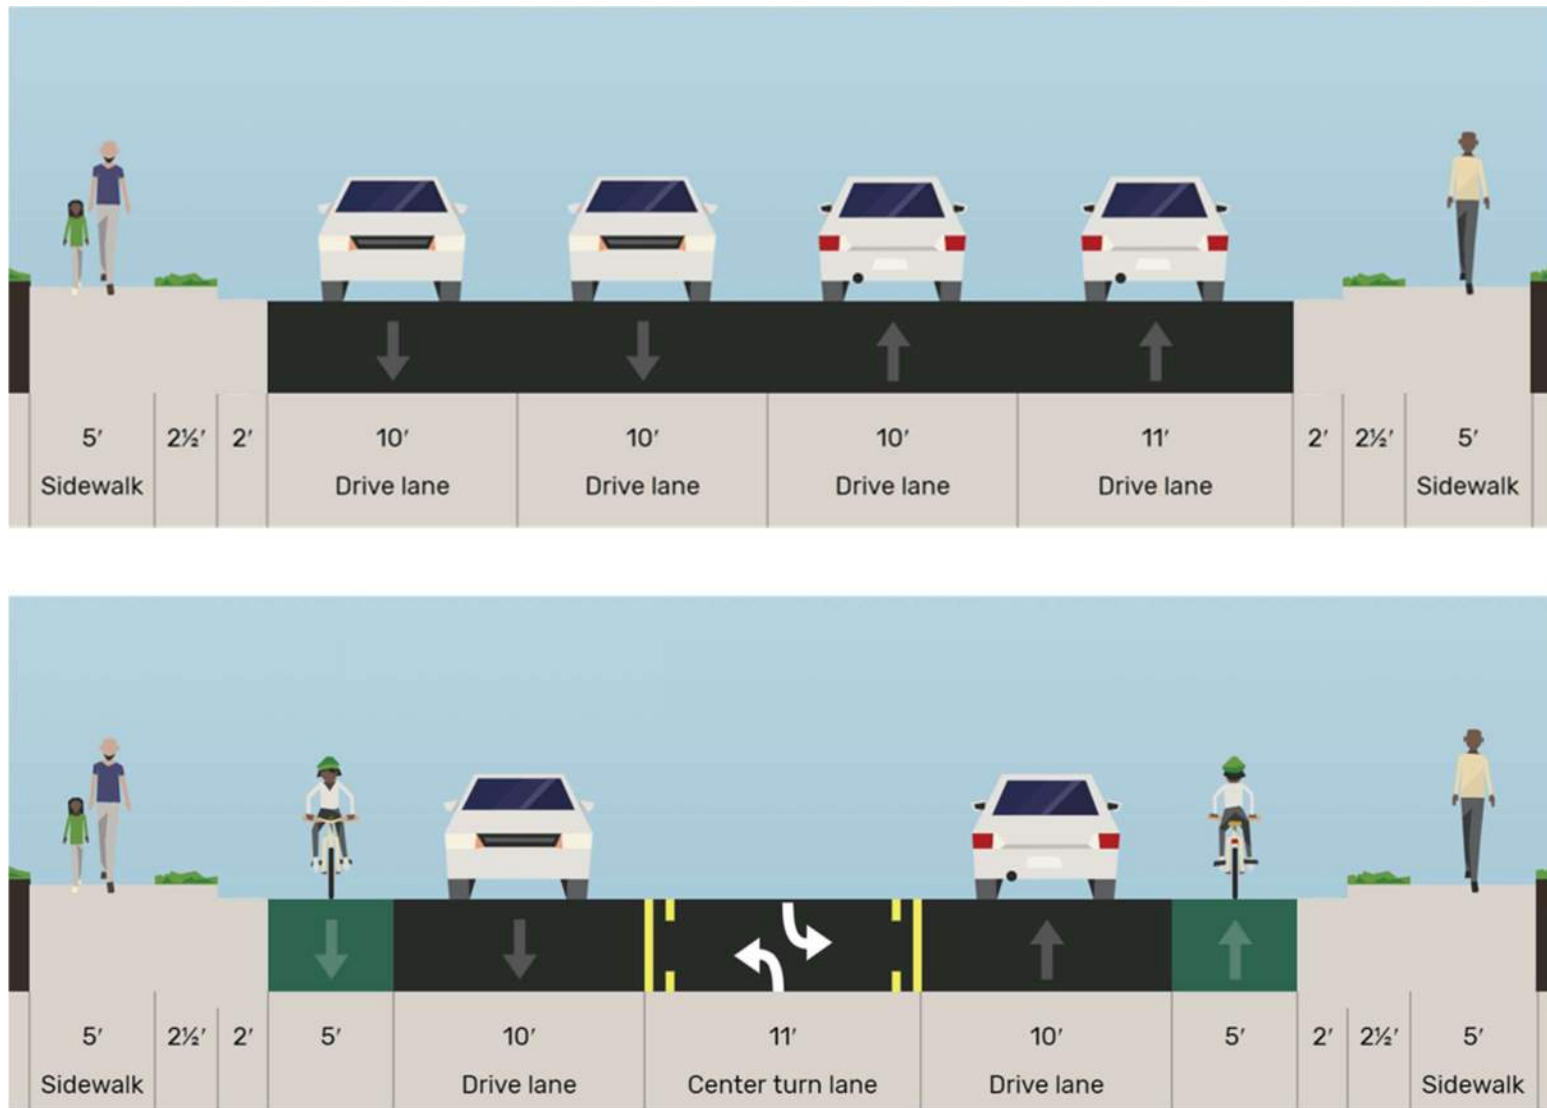 5′ 2½′ 2′ 10′ 10′ 10′ 11′ 2′ 2½′ 5′
Sidewalk Drive lane Drive lane Drive lane Drive lane Sidewalk
5′ 2½′ 2′ 5′ 10′ 11′ 10′ 5′ 2′ 2½′ 5′
Sidewalk Drive lane Center turn lane Drive lane Sidewalk